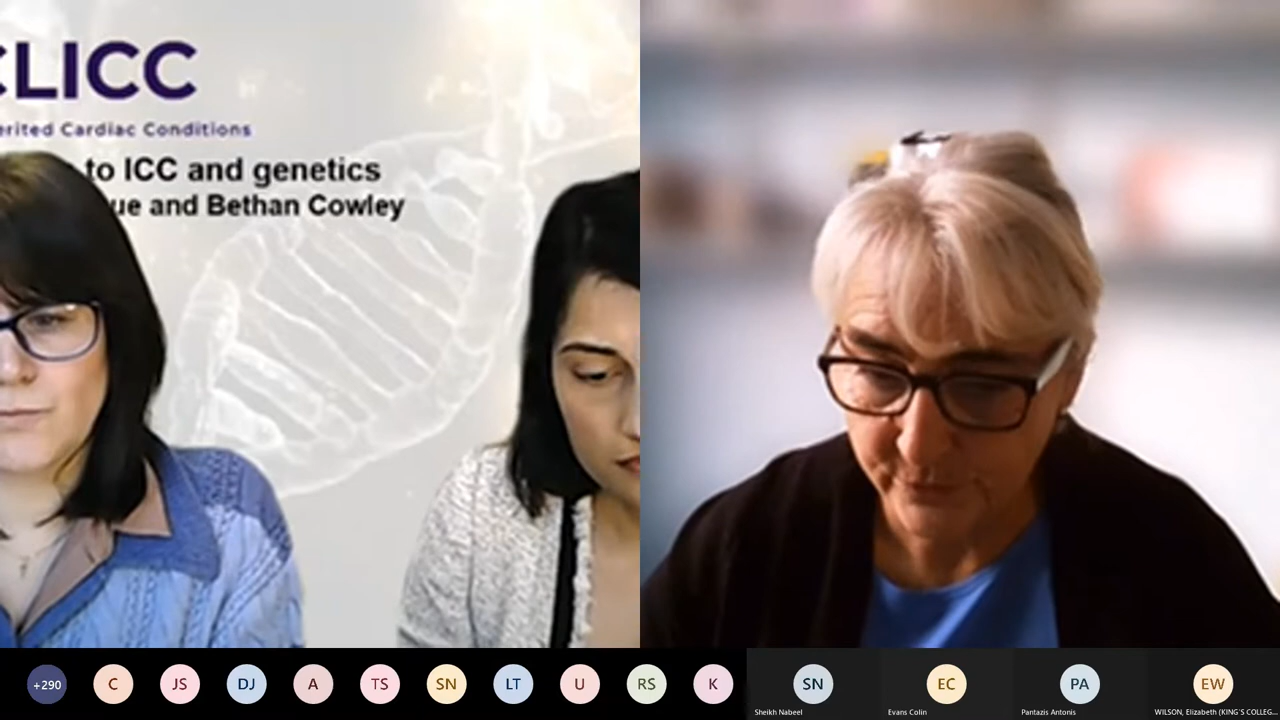 CLICC
erited Cardiac Conditions
to ICC and genetics
ue and Bethan Cowley
+290
C
JS
DJ
A
TS
SN
LT
U
RS
K
SN
EC
PA
EW
Sheikh Nabeel
Evans Colin
Pantazis Antonis
WILSON, Elizabeth (KING'S COLLEG...